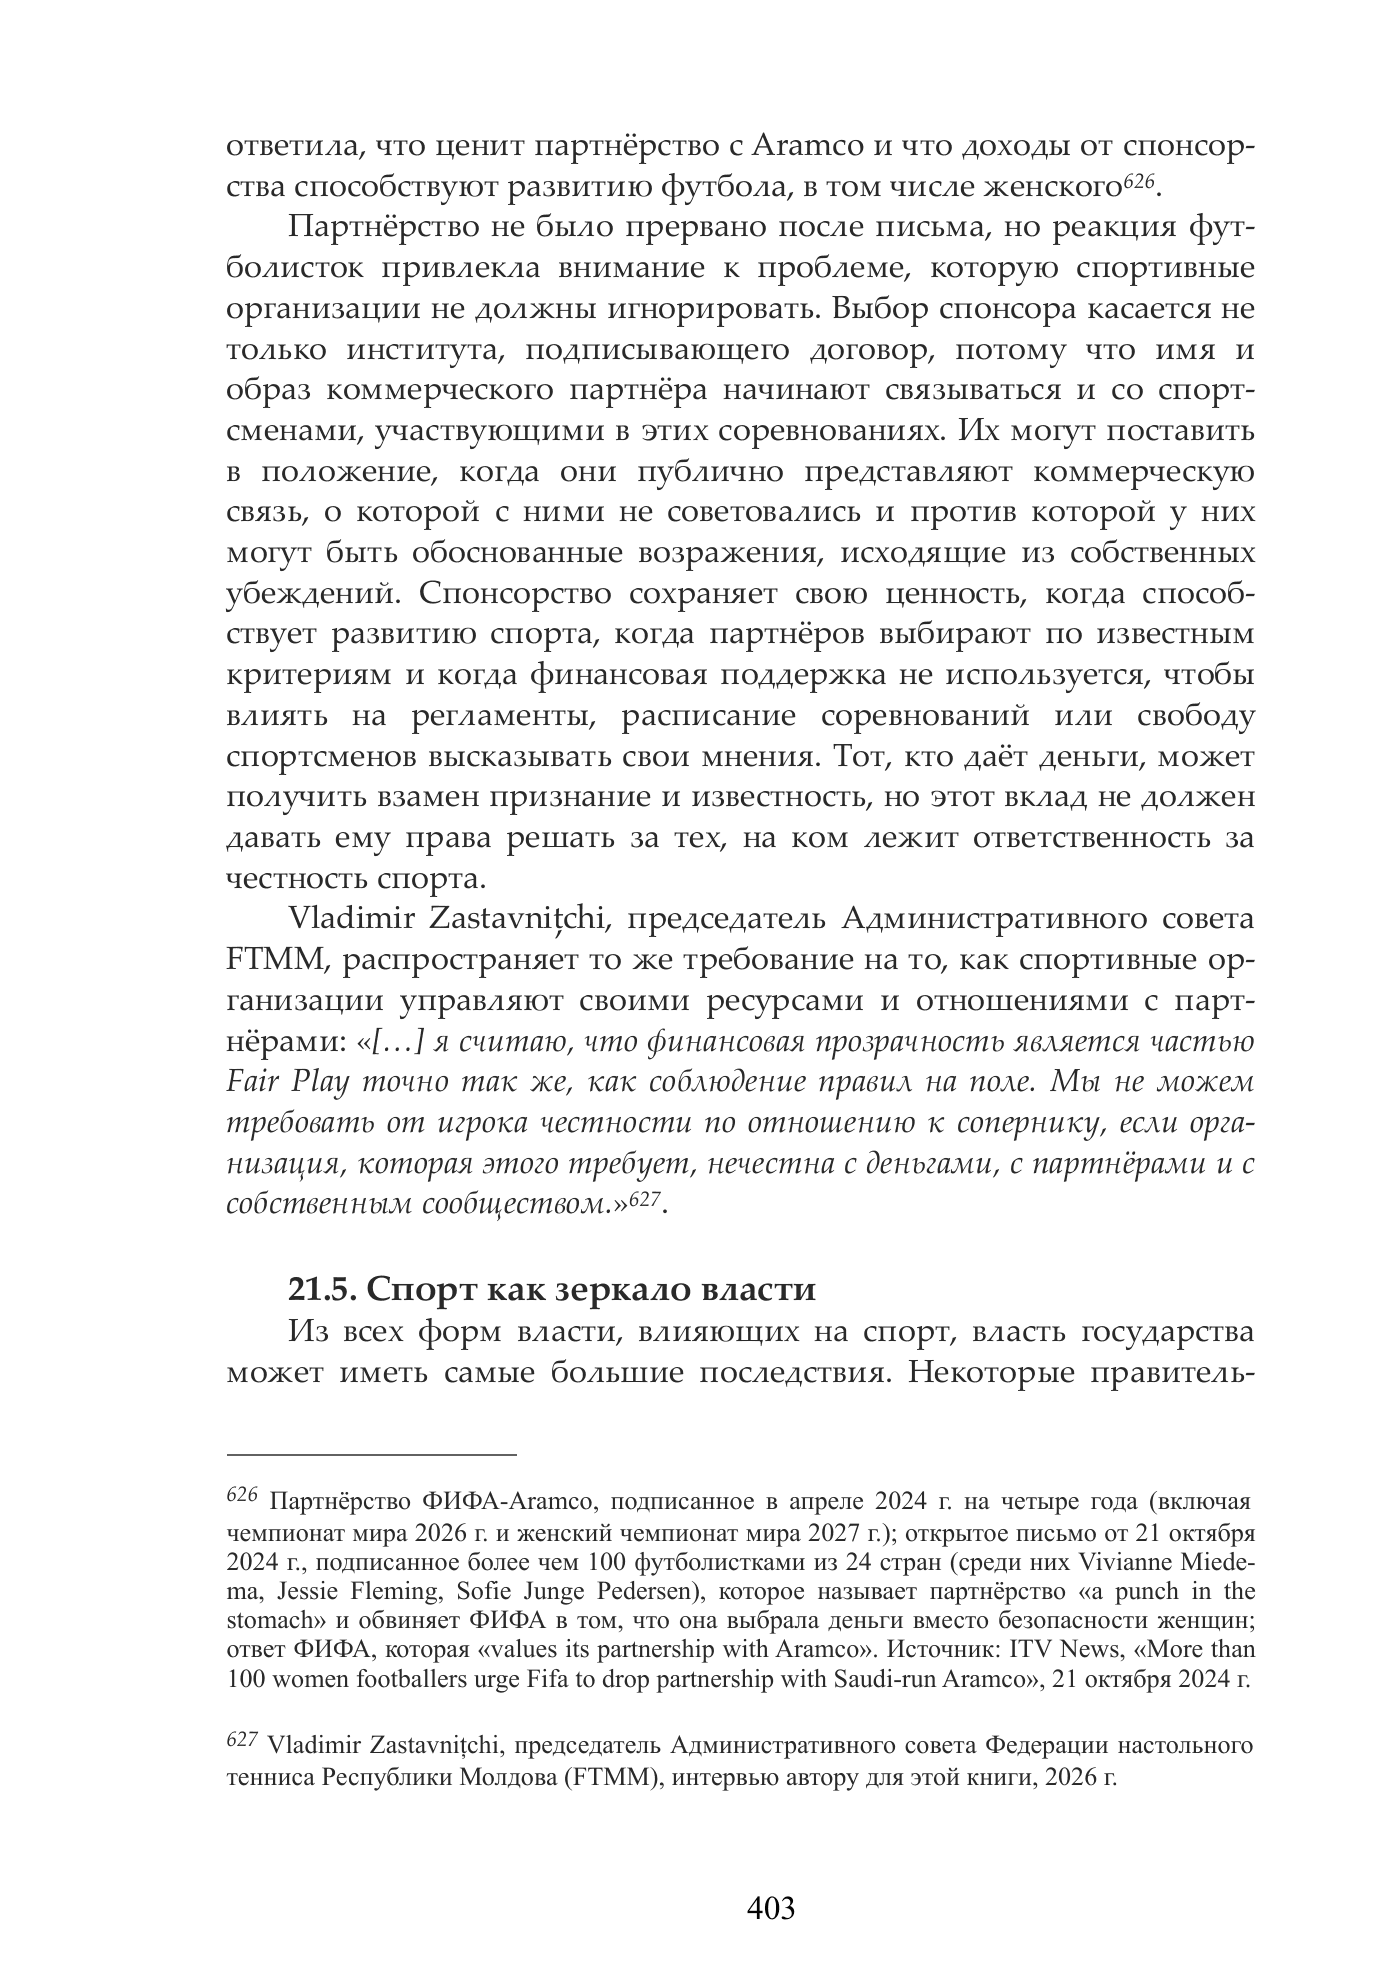 ответила, что ценит партнёрство с Aramco и что доходы от спонсор-
ства способствуют развитию футбола, в том числе женского626.
Партнёрство не было прервано после письма, но реакция фут-
болисток привлекла внимание к проблеме, которую спортивные
организации не должны игнорировать. Выбор спонсора касается не
только института, подписывающего договор, потому что имя и
образ коммерческого партнёра начинают связываться и со спорт-
сменами, участвующими в этих соревнованиях. Их могут поставить
в положение, когда они публично представляют коммерческую
связь, о которой с ними не советовались и против которой у них
могут быть обоснованные возражения, исходящие из собственных
убеждений. Спонсорство сохраняет свою ценность, когда способ-
ствует развитию спорта, когда партнёров выбирают по известным
критериям и когда финансовая поддержка не используется, чтобы
влиять на регламенты, расписание соревнований или свободу
спортсменов высказывать свои мнения. Тот, кто даёт деньги, может
получить взамен признание и известность, но этот вклад не должен
давать ему права решать за тех, на ком лежит ответственность за
честность спорта.
Vladimir Zastavnițchi, председатель Административного совета
FTMM, распространяет то же требование на то, как спортивные ор-
ганизации управляют своими ресурсами и отношениями с парт-
нёрами: «[…] я считаю, что финансовая прозрачность является частью
Fair Play точно так же, как соблюдение правил на поле. Мы не можем
требовать от игрока честности по отношению к сопернику, если орга-
низация, которая этого требует, нечестна с деньгами, с партнёрами и с
собственным сообществом.»627.
21.5. Спорт как зеркало власти
Из всех форм власти, влияющих на спорт, власть государства
может иметь самые большие последствия. Некоторые правитель-
626 Партнёрство ФИФА-Aramco, подписанное в апреле 2024 г. на четыре года (включая
чемпионат мира 2026 г. и женский чемпионат мира 2027 г.); открытое письмо от 21 октября
2024 г., подписанное более чем 100 футболистками из 24 стран (среди них Vivianne Miede-
ma, Jessie Fleming, Sofie Junge Pedersen), которое называет партнёрство «a punch in the
stomach» и обвиняет ФИФА в том, что она выбрала деньги вместо безопасности женщин;
ответ ФИФА, которая «values its partnership with Aramco». Источник: ITV News, «More than
100 women footballers urge Fifa to drop partnership with Saudi-run Aramco», 21 октября 2024 г.
627 Vladimir Zastavnițchi, председатель Административного совета Федерации настольного
тенниса Республики Молдова (FTMM), интервью автору для этой книги, 2026 г.
403